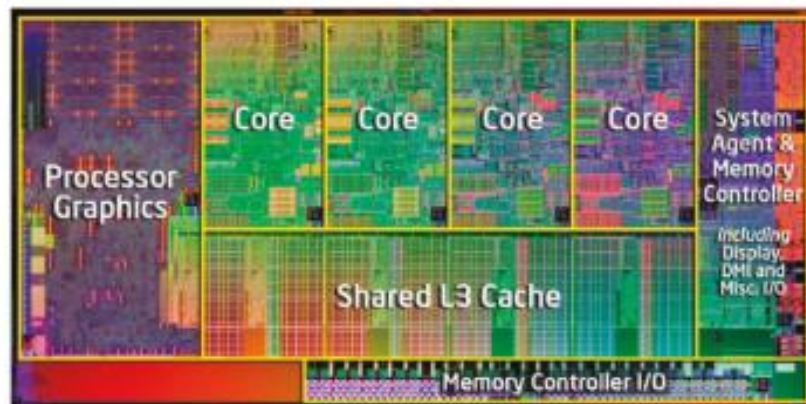 Processor
Graphics
Core
Core
Core
Core
System
Agent &
Memory
Controller
including
Display,
DMI and
Misc. I/O
Shared L3 Cache
Memory Controller I/O